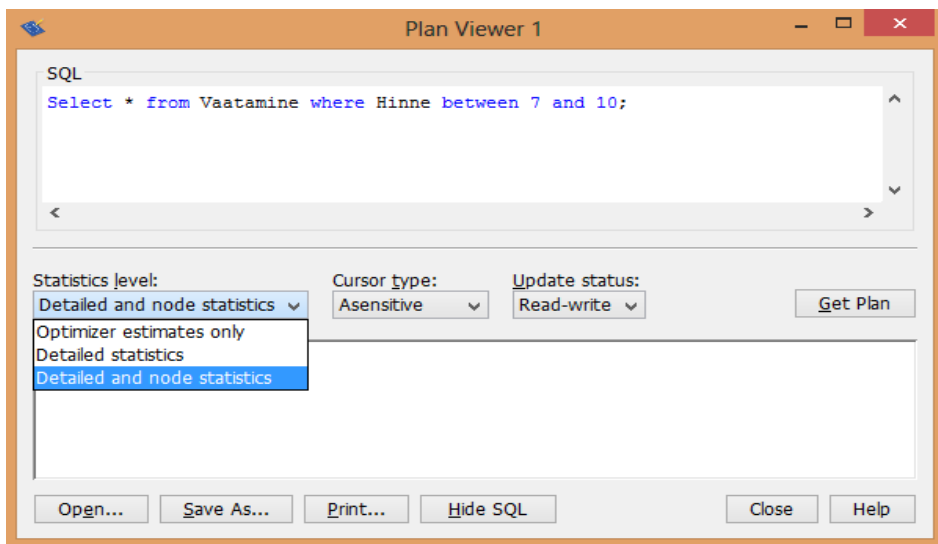 Plan Viewer 1
SQL
Select * from Vaatamine where Hinne between 7 and 10;
Statistics level: Cursor type: Update status:
Detailed and node statistics Asensitive Read-write Get Plan
Optimizer estimates only
Detailed statistics
Detailed and node statistics
Open... Save As... Print... Hide SQL Close Help